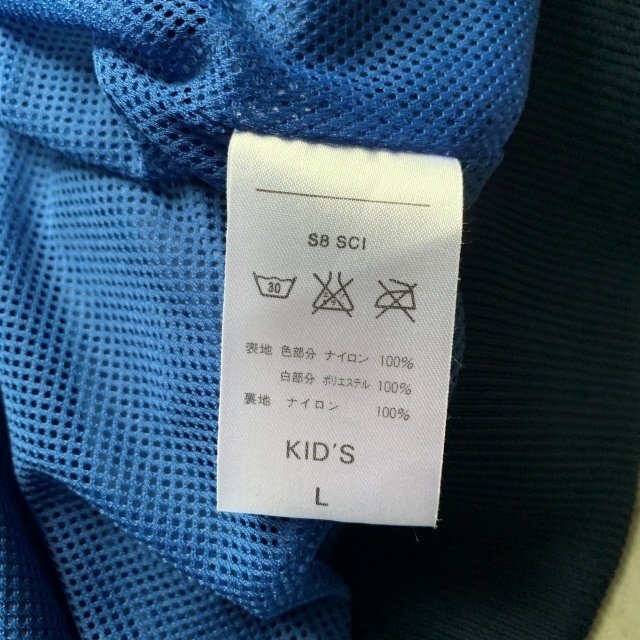 S8 SCI
30
表地 色部分 ナイロン 100%
白部分 ポリエステル 100%
裏地 ナイロン 100%
KID'S
L